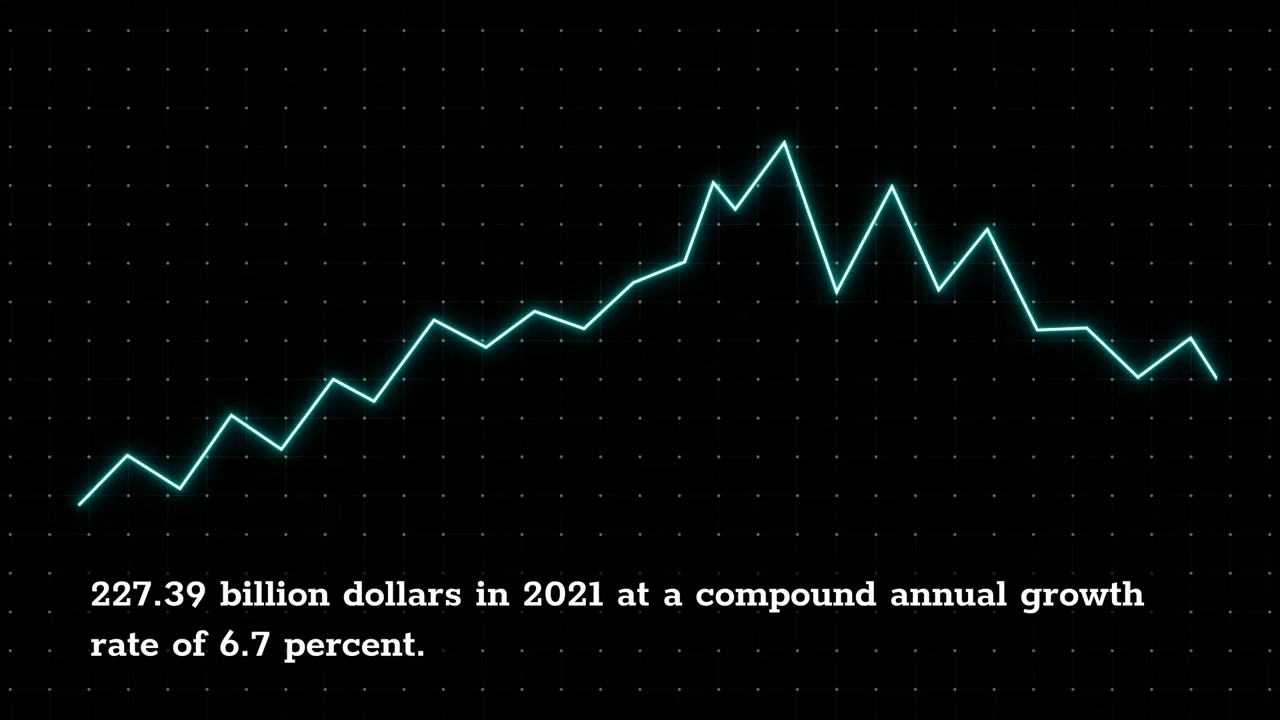 227.39 billion dollars in 2021 at a compound annual growth
rate of 6.7 percent.